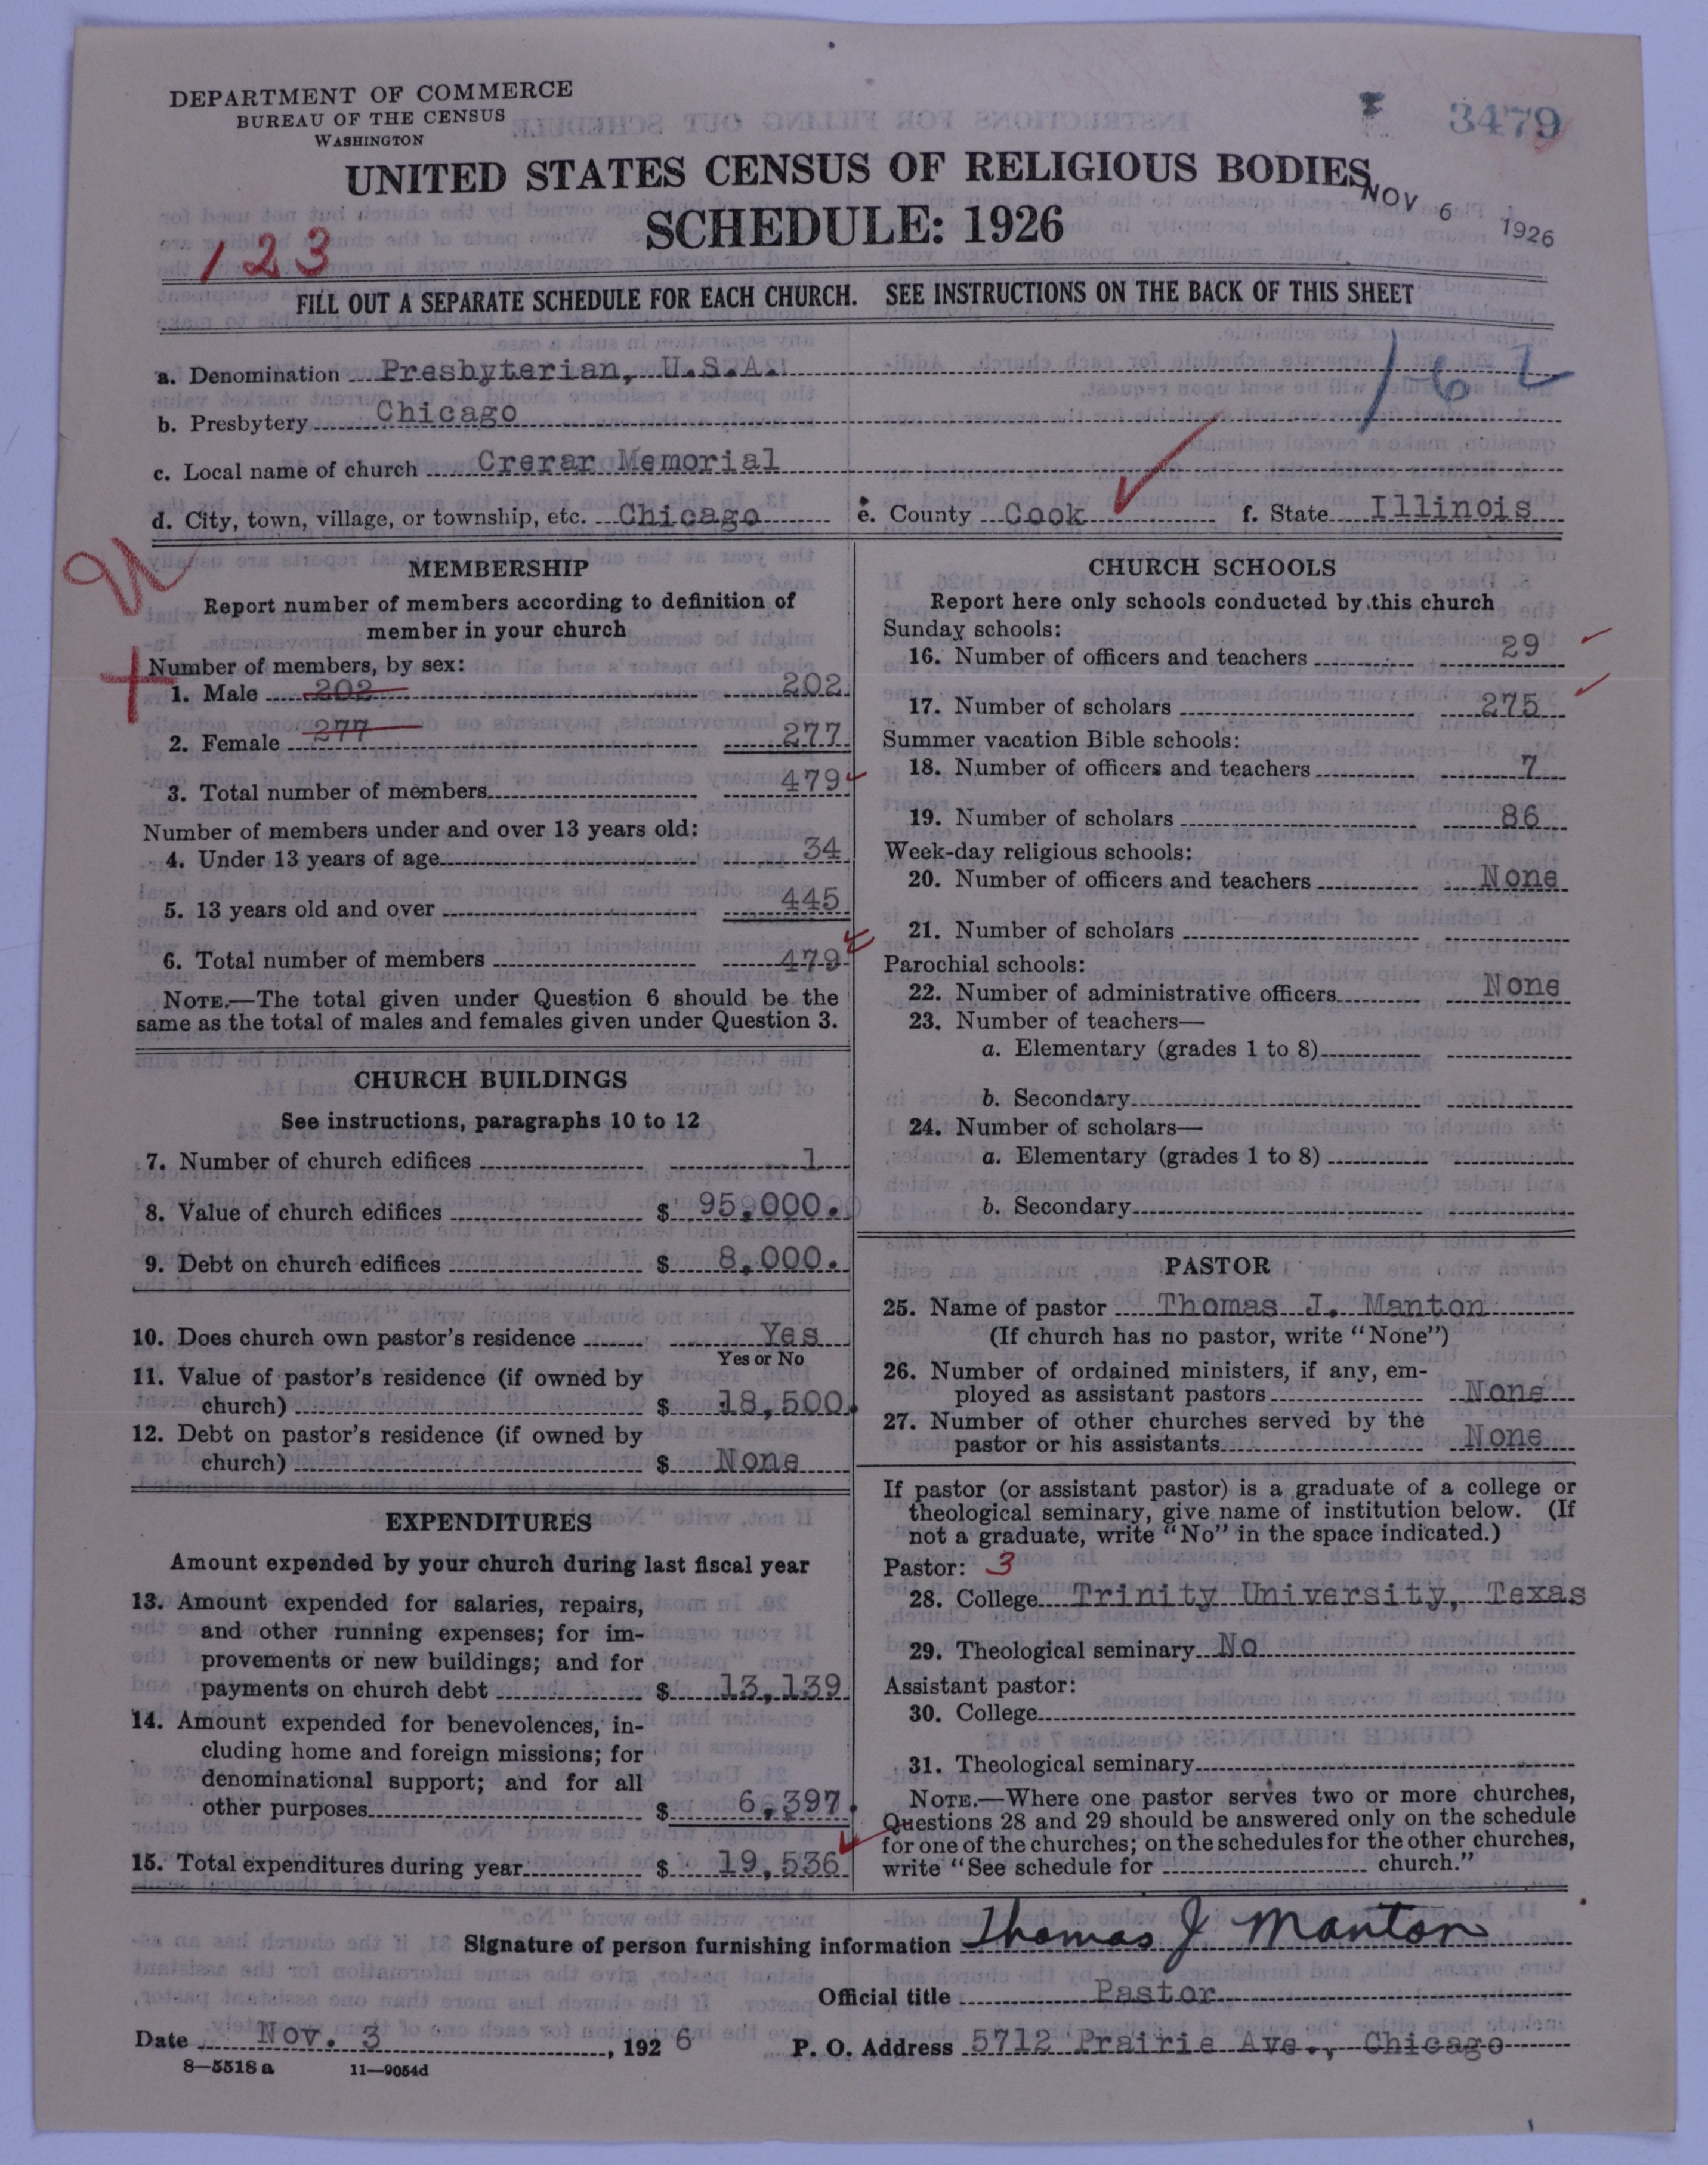 DEPARTMENT OF COMMERCE
BUREAU OF THE CENSUS
WASHINGTON
3479
UNITED STATES CENSUS OF RELIGIOUS BODIES
SCHEDULE: 1926
NOV 6 1926
123
FILL OUT A SEPARATE SCHEDULE FOR EACH CHURCH. SEE INSTRUCTIONS ON THE BACK OF THIS SHEET
162
a. Denomination Presbyterian, U.S.A.
b. Presbytery Chicago
c. Local name of church Crerar Memorial
d. City, town, village, or township, etc. Chicago e. County Cook f. State Illinois
MEMBERSHIP
Report number of members according to definition of
member in your church
Number of members, by sex:
1. Male 202 202
2. Female 277 277
3. Total number of members 479
Number of members under and over 13 years old:
4. Under 13 years of age 34
5. 13 years old and over 445
6. Total number of members 479
NOTE.—The total given under Question 6 should be the
same as the total of males and females given under Question 3.
CHURCH BUILDINGS
See instructions, paragraphs 10 to 12
7. Number of church edifices 1
8. Value of church edifices $ 95,000.
9. Debt on church edifices $ 8,000.
10. Does church own pastor's residence Yes
Yes or No
11. Value of pastor's residence (if owned by
church) $ 18,500.
12. Debt on pastor's residence (if owned by
church) $ None
EXPENDITURES
Amount expended by your church during last fiscal year
13. Amount expended for salaries, repairs,
and other running expenses; for im-
provements or new buildings; and for
payments on church debt $ 13,139
14. Amount expended for benevolences, in-
cluding home and foreign missions; for
denominational support; and for all
other purposes $ 6,397.
15. Total expenditures during year $ 19,536
CHURCH SCHOOLS
Report here only schools conducted by this church
Sunday schools:
16. Number of officers and teachers 29
17. Number of scholars 275
Summer vacation Bible schools:
18. Number of officers and teachers 7
19. Number of scholars 86
Week-day religious schools:
20. Number of officers and teachers None
21. Number of scholars
Parochial schools:
22. Number of administrative officers None
23. Number of teachers—
a. Elementary (grades 1 to 8)
b. Secondary
24. Number of scholars—
a. Elementary (grades 1 to 8)
b. Secondary
PASTOR
25. Name of pastor Thomas J. Manton
(If church has no pastor, write "None")
26. Number of ordained ministers, if any, em-
ployed as assistant pastors None
27. Number of other churches served by the
pastor or his assistants None
If pastor (or assistant pastor) is a graduate of a college or
theological seminary, give name of institution below. (If
not a graduate, write "No" in the space indicated.)
Pastor: 3
28. College Trinity University, Texas
29. Theological seminary No
Assistant pastor:
30. College
31. Theological seminary
NOTE.—Where one pastor serves two or more churches,
Questions 28 and 29 should be answered only on the schedule
for one of the churches; on the schedules for the other churches,
write "See schedule for church."
Signature of person furnishing information Thomas J Manton
Official title Pastor
Date Nov. 3, 1926 P. O. Address 5712 Prairie Ave., Chicago
8—5518 a 11—9054d